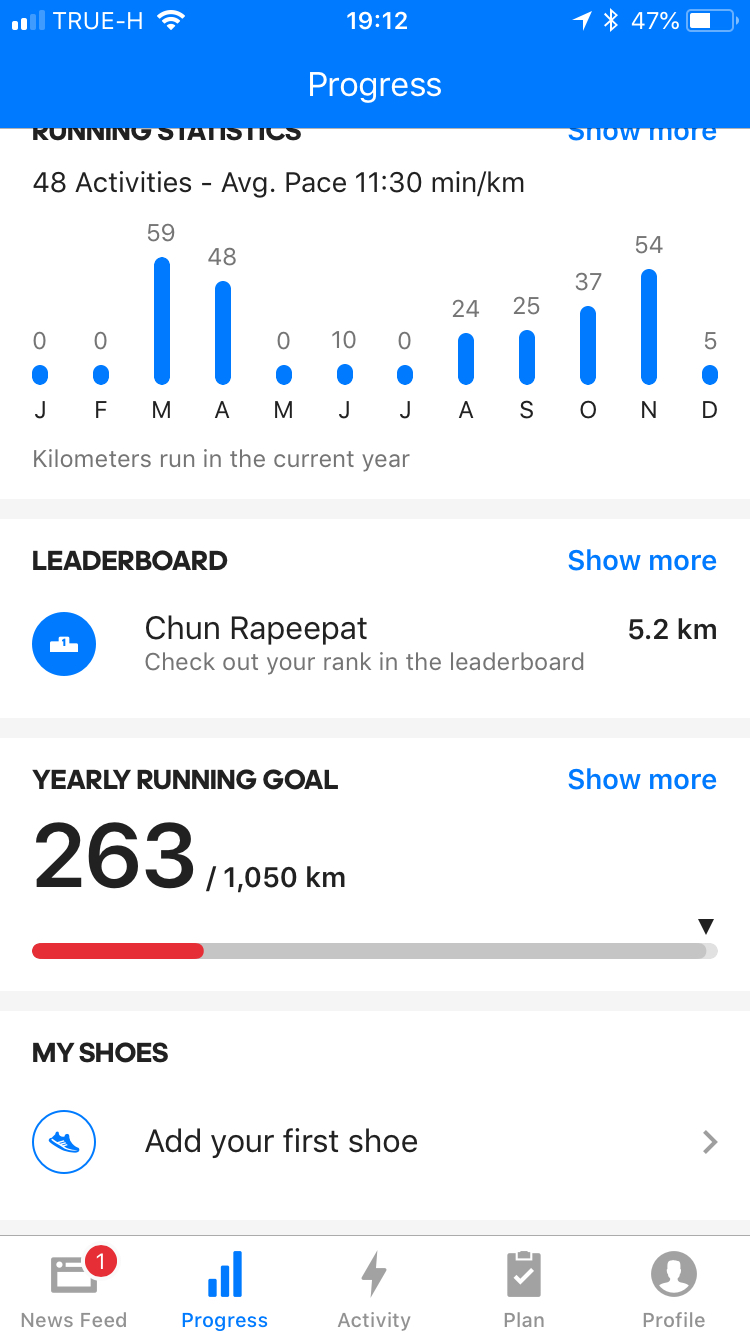 TRUE-H 19:12 47%
Progress
RUNNING STATISTICS Show more
48 Activities - Avg. Pace 11:30 min/km
0 0 59 48 0 10 0 24 25 37 54 5
J F M A M J J A S O N D
Kilometers run in the current year
LEADERBOARD Show more
1 Chun Rapeepat 5.2 km
Check out your rank in the leaderboard
YEARLY RUNNING GOAL Show more
263 / 1,050 km
MY SHOES
Add your first shoe
1
News Feed Progress Activity Plan Profile